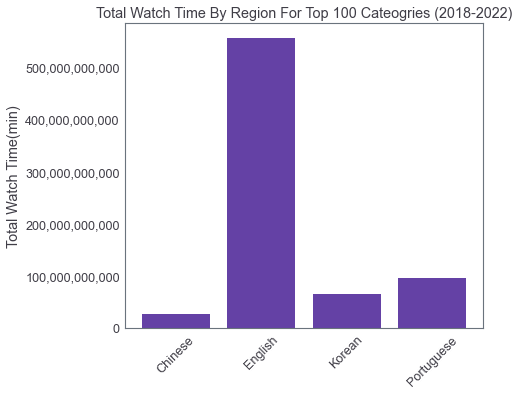 Total Watch Time By Region For Top 100 Cateogries (2018-2022)
Total Watch Time(min)
500,000,000,000
400,000,000,000
300,000,000,000
200,000,000,000
100,000,000,000
0
Chinese
English
Korean
Portuguese